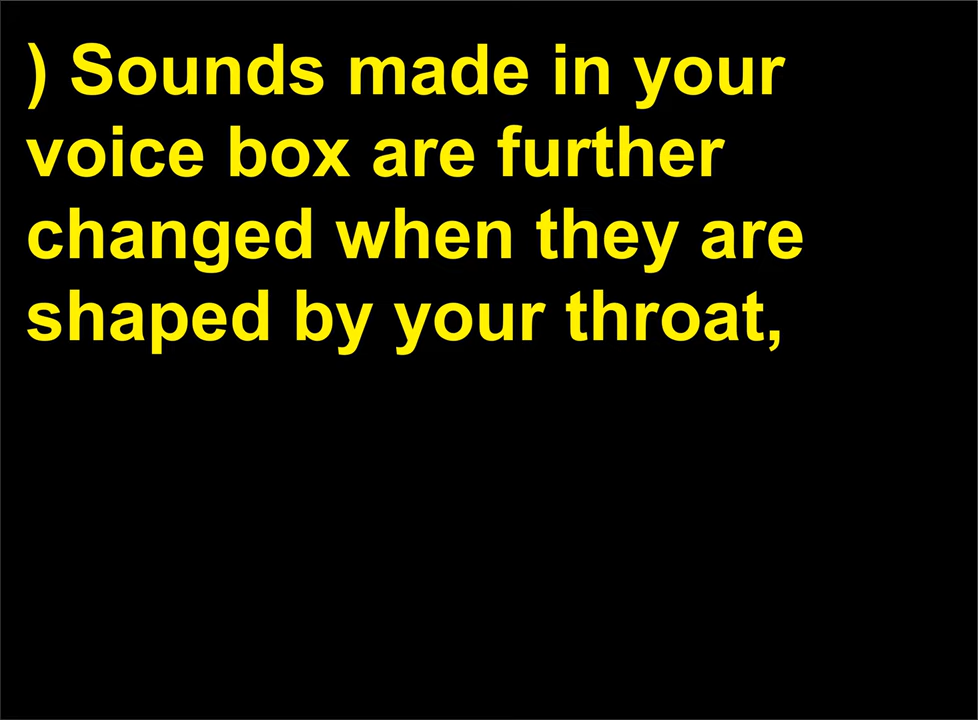 ) Sounds made in your
voice box are further
changed when they are
shaped by your throat,